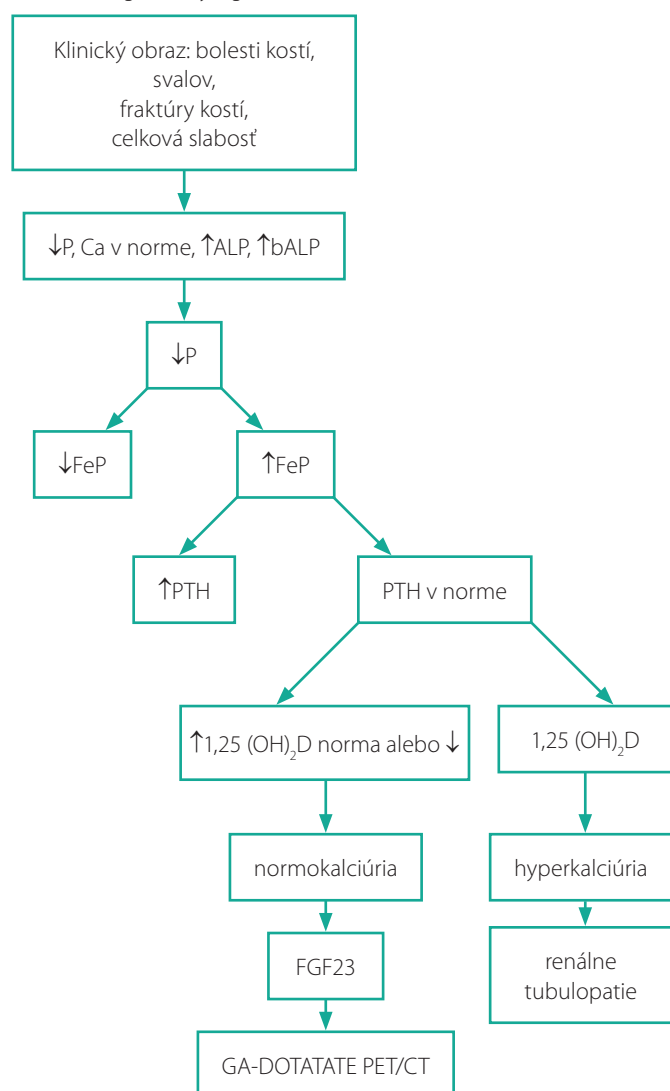 Klinický obraz: bolesti kostí,
svalov,
fraktúry kostí,
celková slabosť
↓P, Ca v norme, ↑ALP, ↑bALP
↓P
↓FeP
↑FeP
↑PTH
PTH v norme
↑1,25 (OH)₂D norma alebo ↓
1,25 (OH)₂D
normokalciúria
hyperkalciúria
FGF23
renálne
tubulopatie
GA-DOTATATE PET/CT